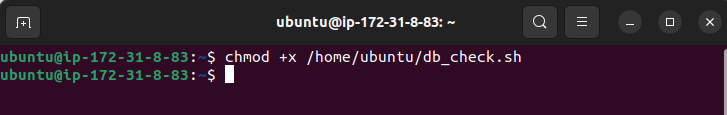 ubuntu@ip-172-31-8-83: ~
ubuntu@ip-172-31-8-83:~$ chmod +x /home/ubuntu/db_check.sh
ubuntu@ip-172-31-8-83:~$